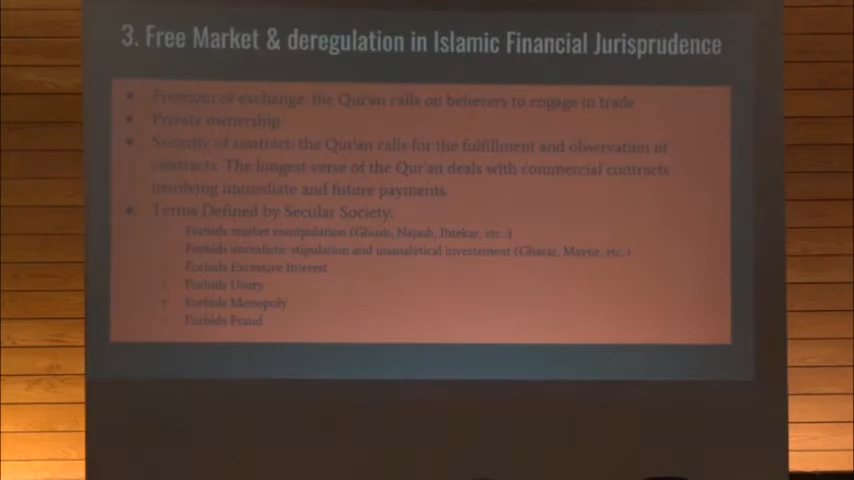 3. Free Market & deregulation in Islamic Financial Jurisprudence
Freedom of exchange: the Qur'an calls on believers to engage in trade
Private ownership
Security of contract: the Qur'an calls for the fulfillment and observation of
contracts. The longest verse of the Qur'an deals with commercial contracts
involving immediate and future payments.
Terms Defined by Secular Society.
Forbids market manipulation (Ghush, Najash, Ihtekar, etc..)
Forbids unrealistic stipulation and unanalytical investement (Gharar, Maysir, etc.)
Forbids Excessive Interest
Forbids Usury
Forbids Monopoly
Forbids Fraud